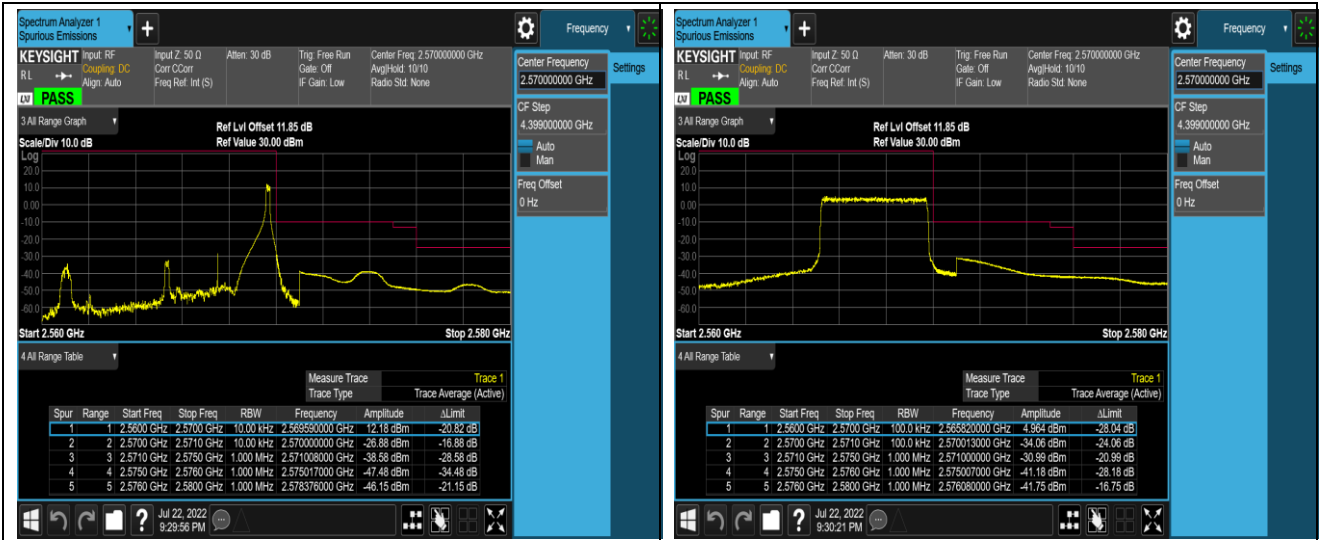 Spectrum Analyzer 1
Spurious Emissions
+
Frequency
KEYSIGHT Input: RF Input Z: 50 Ω Atten: 30 dB Trig: Free Run Center Freq: 2.570000000 GHz
RL Coupling: DC Corr CCorr Gate: Off Avg|Hold: 10/10
Align: Auto Freq Ref: Int (S) IF Gain: Low Radio Std: None
LXI PASS
3 All Range Graph
Ref Lvl Offset 11.85 dB
Scale/Div 10.0 dB Ref Value 30.00 dBm
Log
20.0
10.0
0.00
-10.0
-20.0
-30.0
-40.0
-50.0
-60.0
Start 2.560 GHz Stop 2.580 GHz
4 All Range Table
Measure Trace Trace 1
Trace Type Trace Average (Active)
Spur Range Start Freq Stop Freq RBW Frequency Amplitude ΔLimit
1 1 2.5600 GHz 2.5700 GHz 10.00 kHz 2.569590000 GHz 12.18 dBm -20.82 dB
2 2 2.5700 GHz 2.5710 GHz 10.00 kHz 2.570000000 GHz -26.88 dBm -16.88 dB
3 3 2.5710 GHz 2.5750 GHz 1.000 MHz 2.571008000 GHz -38.58 dBm -28.58 dB
4 4 2.5750 GHz 2.5760 GHz 1.000 MHz 2.575017000 GHz -47.48 dBm -34.48 dB
5 5 2.5760 GHz 2.5800 GHz 1.000 MHz 2.578376000 GHz -46.15 dBm -21.15 dB
Jul 22, 2022
9:29:56 PM
Center Frequency
2.570000000 GHz
Settings
CF Step
4.399000000 GHz
Auto
Man
Freq Offset
0 Hz
Spectrum Analyzer 1
Spurious Emissions
+
Frequency
KEYSIGHT Input: RF Input Z: 50 Ω Atten: 30 dB Trig: Free Run Center Freq: 2.570000000 GHz
RL Coupling: DC Corr CCorr Gate: Off Avg|Hold: 10/10
Align: Auto Freq Ref: Int (S) IF Gain: Low Radio Std: None
LXI PASS
3 All Range Graph
Ref Lvl Offset 11.85 dB
Scale/Div 10.0 dB Ref Value 30.00 dBm
Log
20.0
10.0
0.00
-10.0
-20.0
-30.0
-40.0
-50.0
-60.0
Start 2.560 GHz Stop 2.580 GHz
4 All Range Table
Measure Trace Trace 1
Trace Type Trace Average (Active)
Spur Range Start Freq Stop Freq RBW Frequency Amplitude ΔLimit
1 1 2.5600 GHz 2.5700 GHz 100.0 kHz 2.565820000 GHz 4.964 dBm -28.04 dB
2 2 2.5700 GHz 2.5710 GHz 100.0 kHz 2.570013000 GHz -34.06 dBm -24.06 dB
3 3 2.5710 GHz 2.5750 GHz 1.000 MHz 2.571000000 GHz -30.99 dBm -20.99 dB
4 4 2.5750 GHz 2.5760 GHz 1.000 MHz 2.575007000 GHz -41.18 dBm -28.18 dB
5 5 2.5760 GHz 2.5800 GHz 1.000 MHz 2.576080000 GHz -41.75 dBm -16.75 dB
Jul 22, 2022
9:30:21 PM
Center Frequency
2.570000000 GHz
Settings
CF Step
4.399000000 GHz
Auto
Man
Freq Offset
0 Hz